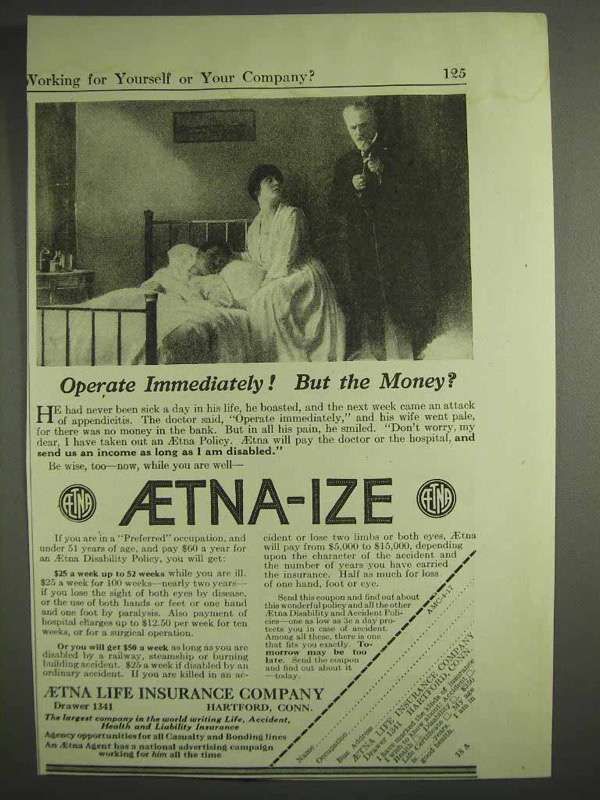 Working for Yourself or Your Company?
125
Operate Immediately! But the Money?
HE had never been sick a day in his life, he boasted, and the next week came an attack
of appendicitis. The doctor said, "Operate immediately," and his wife went pale,
for there was no money in the bank. But in all his pain, he smiled. "Don't worry, my
dear, I have taken out an Ætna Policy. Ætna will pay the doctor or the hospital, and
send us an income as long as I am disabled."
Be wise, too—now, while you are well—
ÆTNA
ÆTNA-IZE
ÆTNA
If you are in a "Preferred" occupation, and
under 51 years of age, and pay $60 a year for
an Ætna Disability Policy, you will get:
$25 a week up to 52 weeks while you are ill.
$25 a week for 100 weeks—nearly two years—
if you lose the sight of both eyes by disease,
or the use of both hands or feet or one hand
and one foot by paralysis. Also payment of
hospital charges up to $12.50 per week for ten
weeks, or for a surgical operation.
Or you will get $50 a week as long as you are
disabled by a railway, steamship or burning
building accident. $25 a week if disabled by an
ordinary accident. If you are killed in an ac-
cident or lose two limbs or both eyes, Ætna
will pay from $5,000 to $15,000, depending
upon the character of the accident and
the number of years you have carried
the insurance. Half as much for loss
of one hand, foot or eye.
Send this coupon and find out about
this wonderful policy and all the other
Ætna Disability and Accident Poli-
cies—one as low as 3c a day pro-
tects you in case of accident.
Among all these, there is one
that fits you exactly. To-
morrow may be too
late. Send the coupon
and find out about it
—today.
ÆTNA LIFE INSURANCE COMPANY
Drawer 1341 HARTFORD, CONN.
The largest company in the world writing Life, Accident,
Health and Liability Insurance
Agency opportunities for all Casualty and Bonding lines
An Ætna Agent has a national advertising campaign
working for him all the time
ÆTNA LIFE INSURANCE COMPANY
Drawer 1341 HARTFORD, CONN.
good health.
Name
Occupation
Bus. Address
18 A